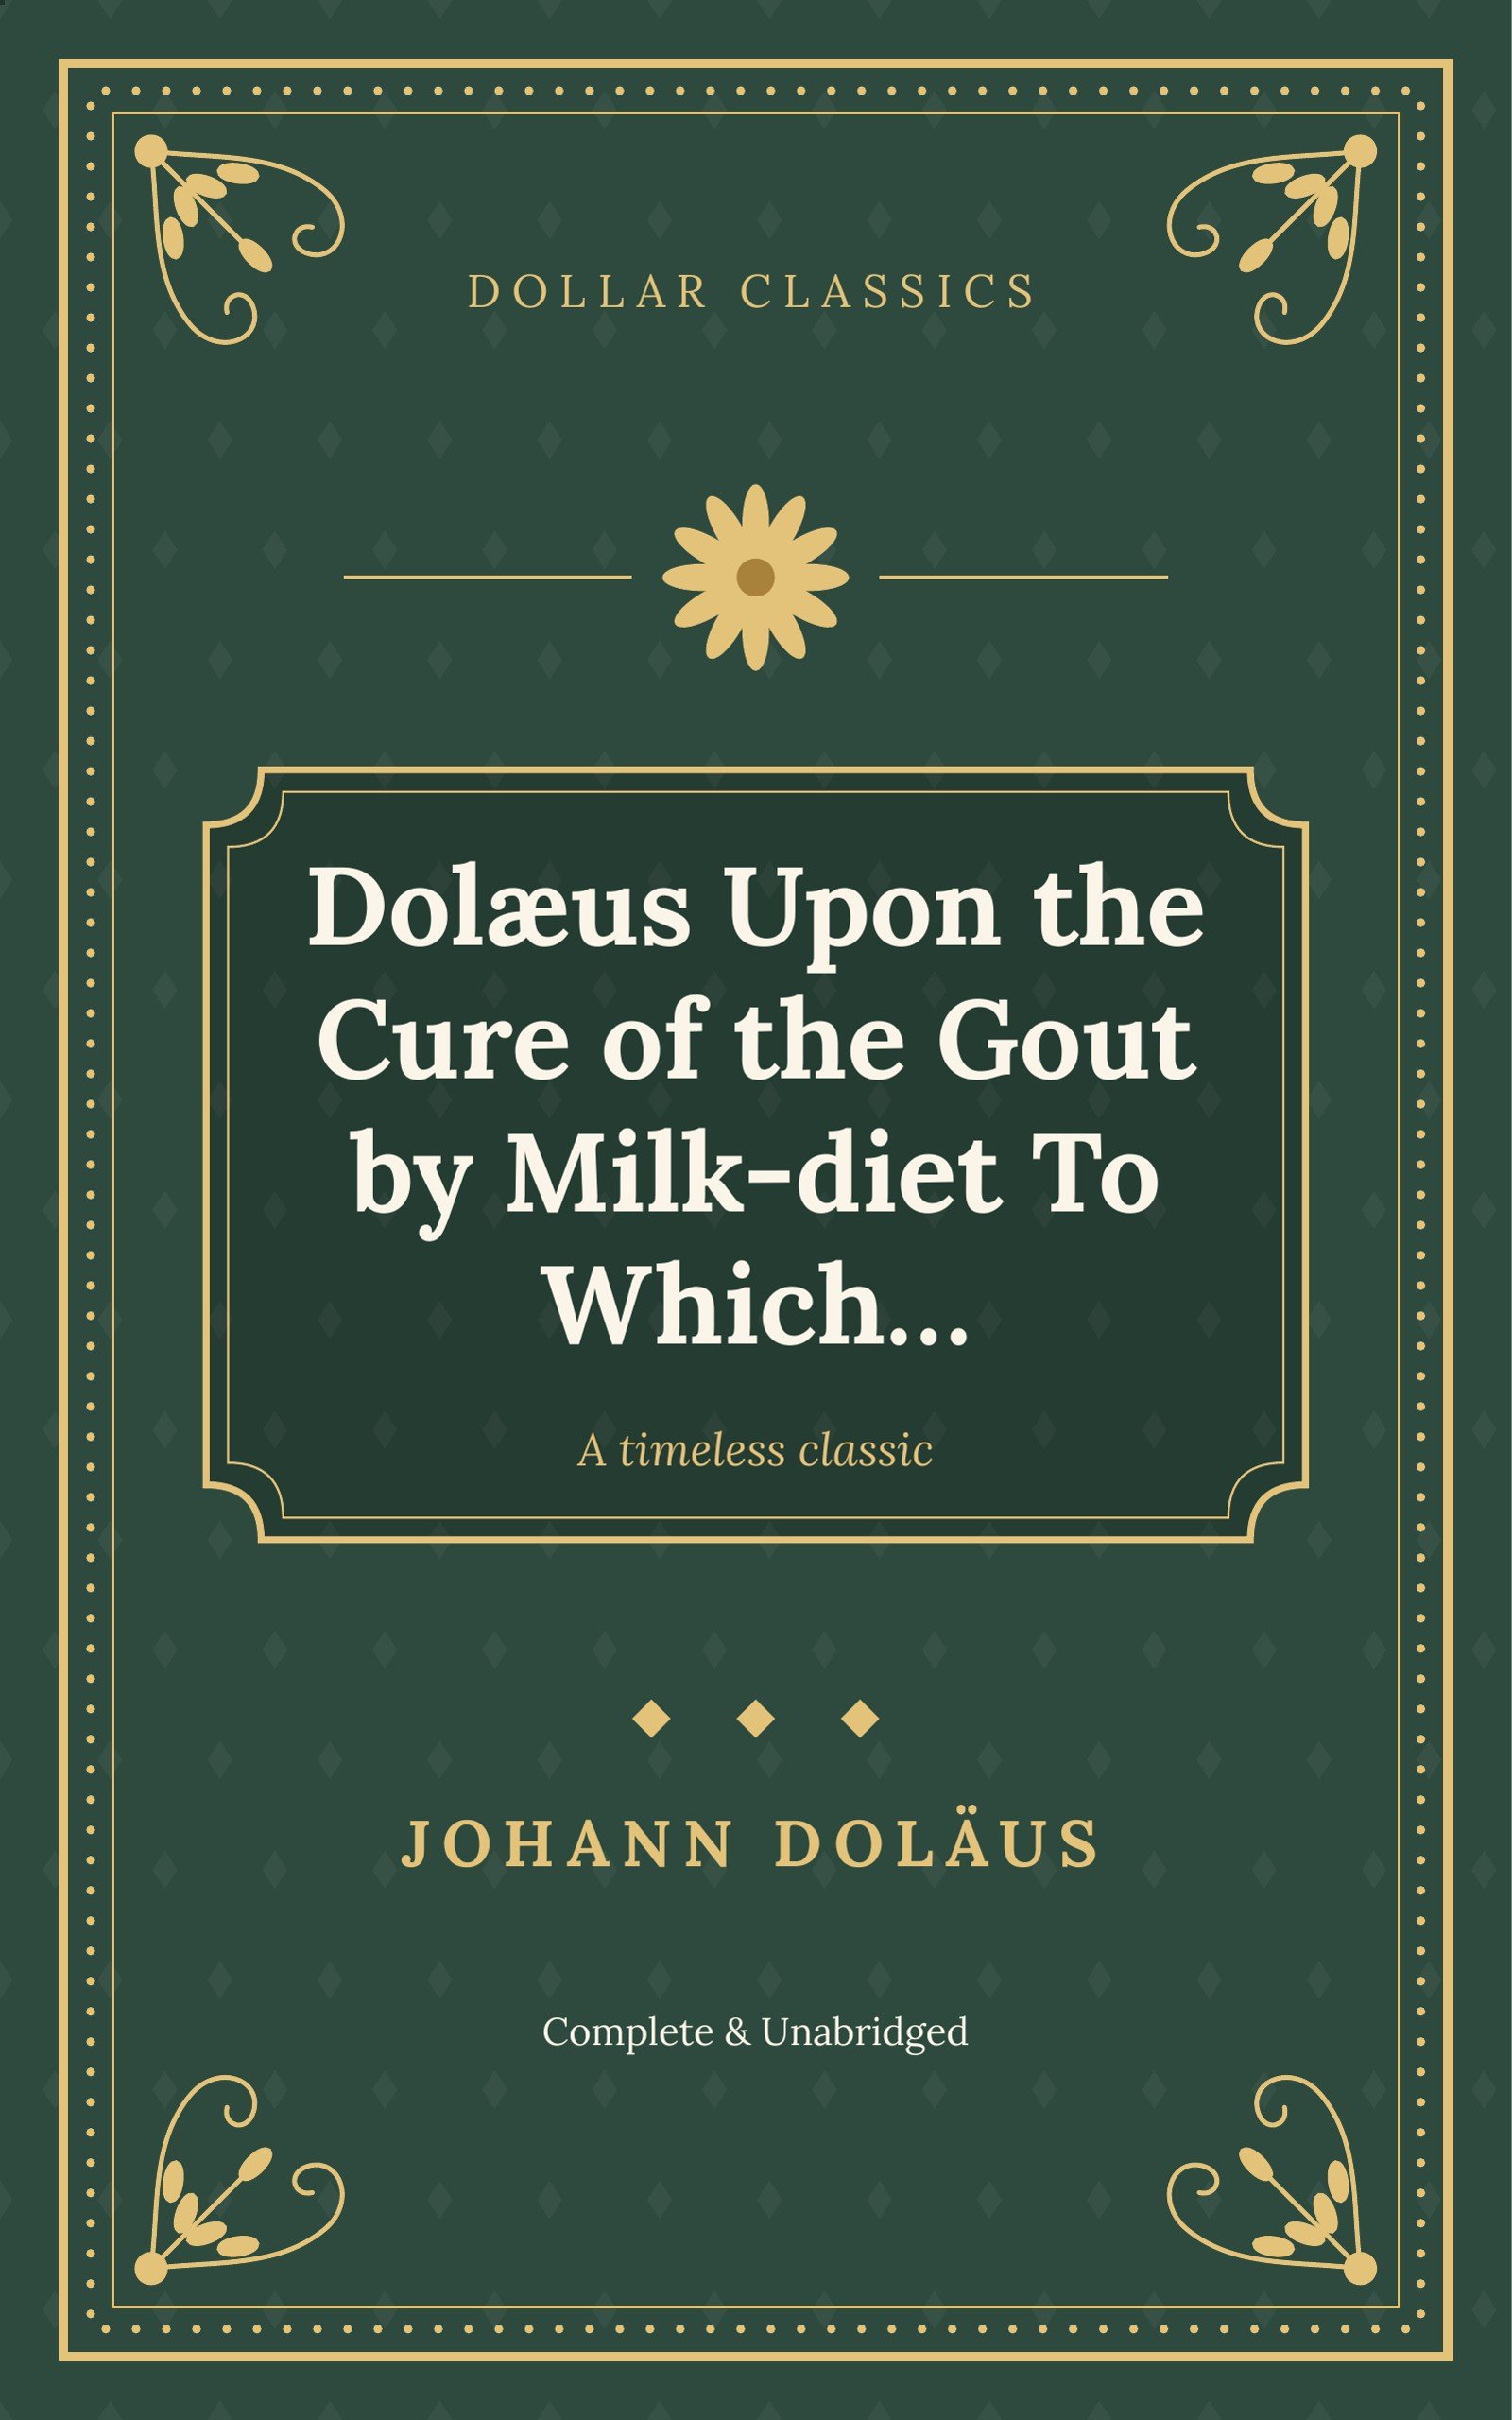 DOLLAR CLASSICS
Dolæus Upon the
Cure of the Gout
by Milk-diet To
Which...
A timeless classic
JOHANN DOLÄUS
Complete & Unabridged